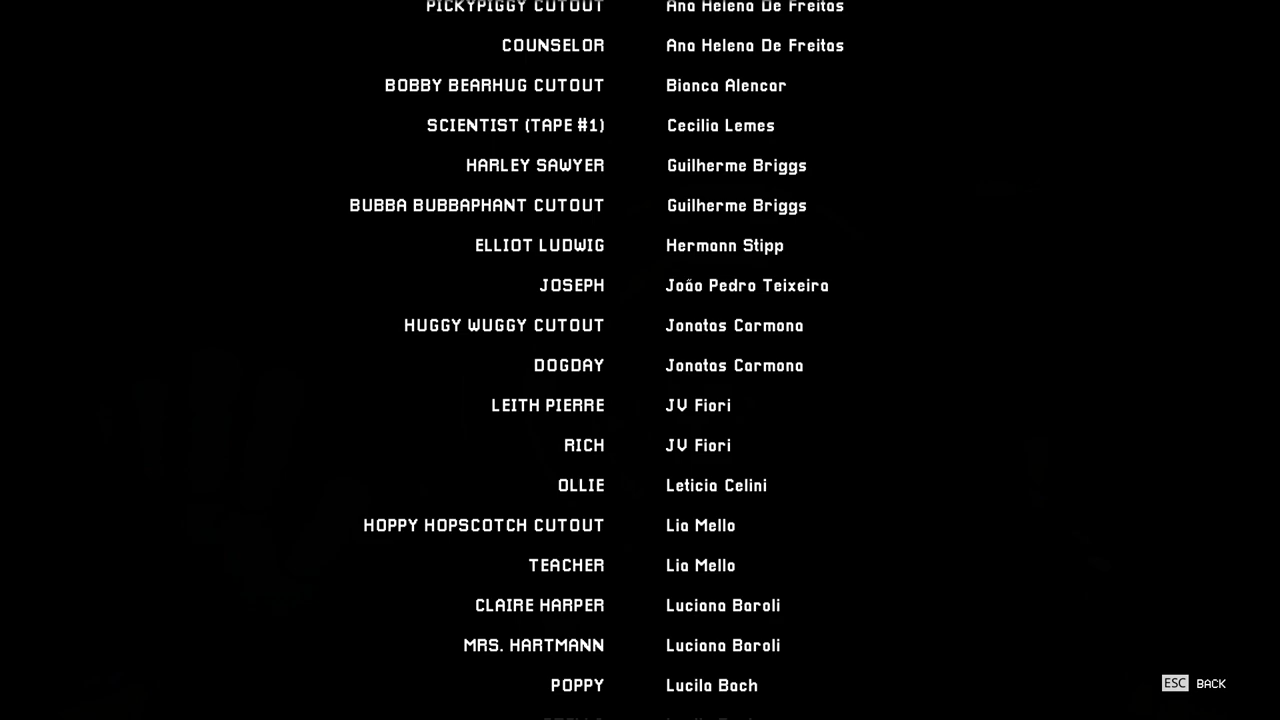 PICKYPIGGY CUTOUT Ana Helena De Freitas
COUNSELOR Ana Helena De Freitas
BOBBY BEARHUG CUTOUT Bianca Alencar
SCIENTIST (TAPE #1) Cecilia Lemes
HARLEY SAWYER Guilherme Briggs
BUBBA BUBBAPHANT CUTOUT Guilherme Briggs
ELLIOT LUDWIG Hermann Stipp
JOSEPH João Pedro Teixeira
HUGGY WUGGY CUTOUT Jonatas Carmona
DOGDAY Jonatas Carmona
LEITH PIERRE JV Fiori
RICH JV Fiori
OLLIE Leticia Celini
HOPPY HOPSCOTCH CUTOUT Lia Mello
TEACHER Lia Mello
CLAIRE HARPER Luciana Baroli
MRS. HARTMANN Luciana Baroli
POPPY Lucila Bach
ESC BACK